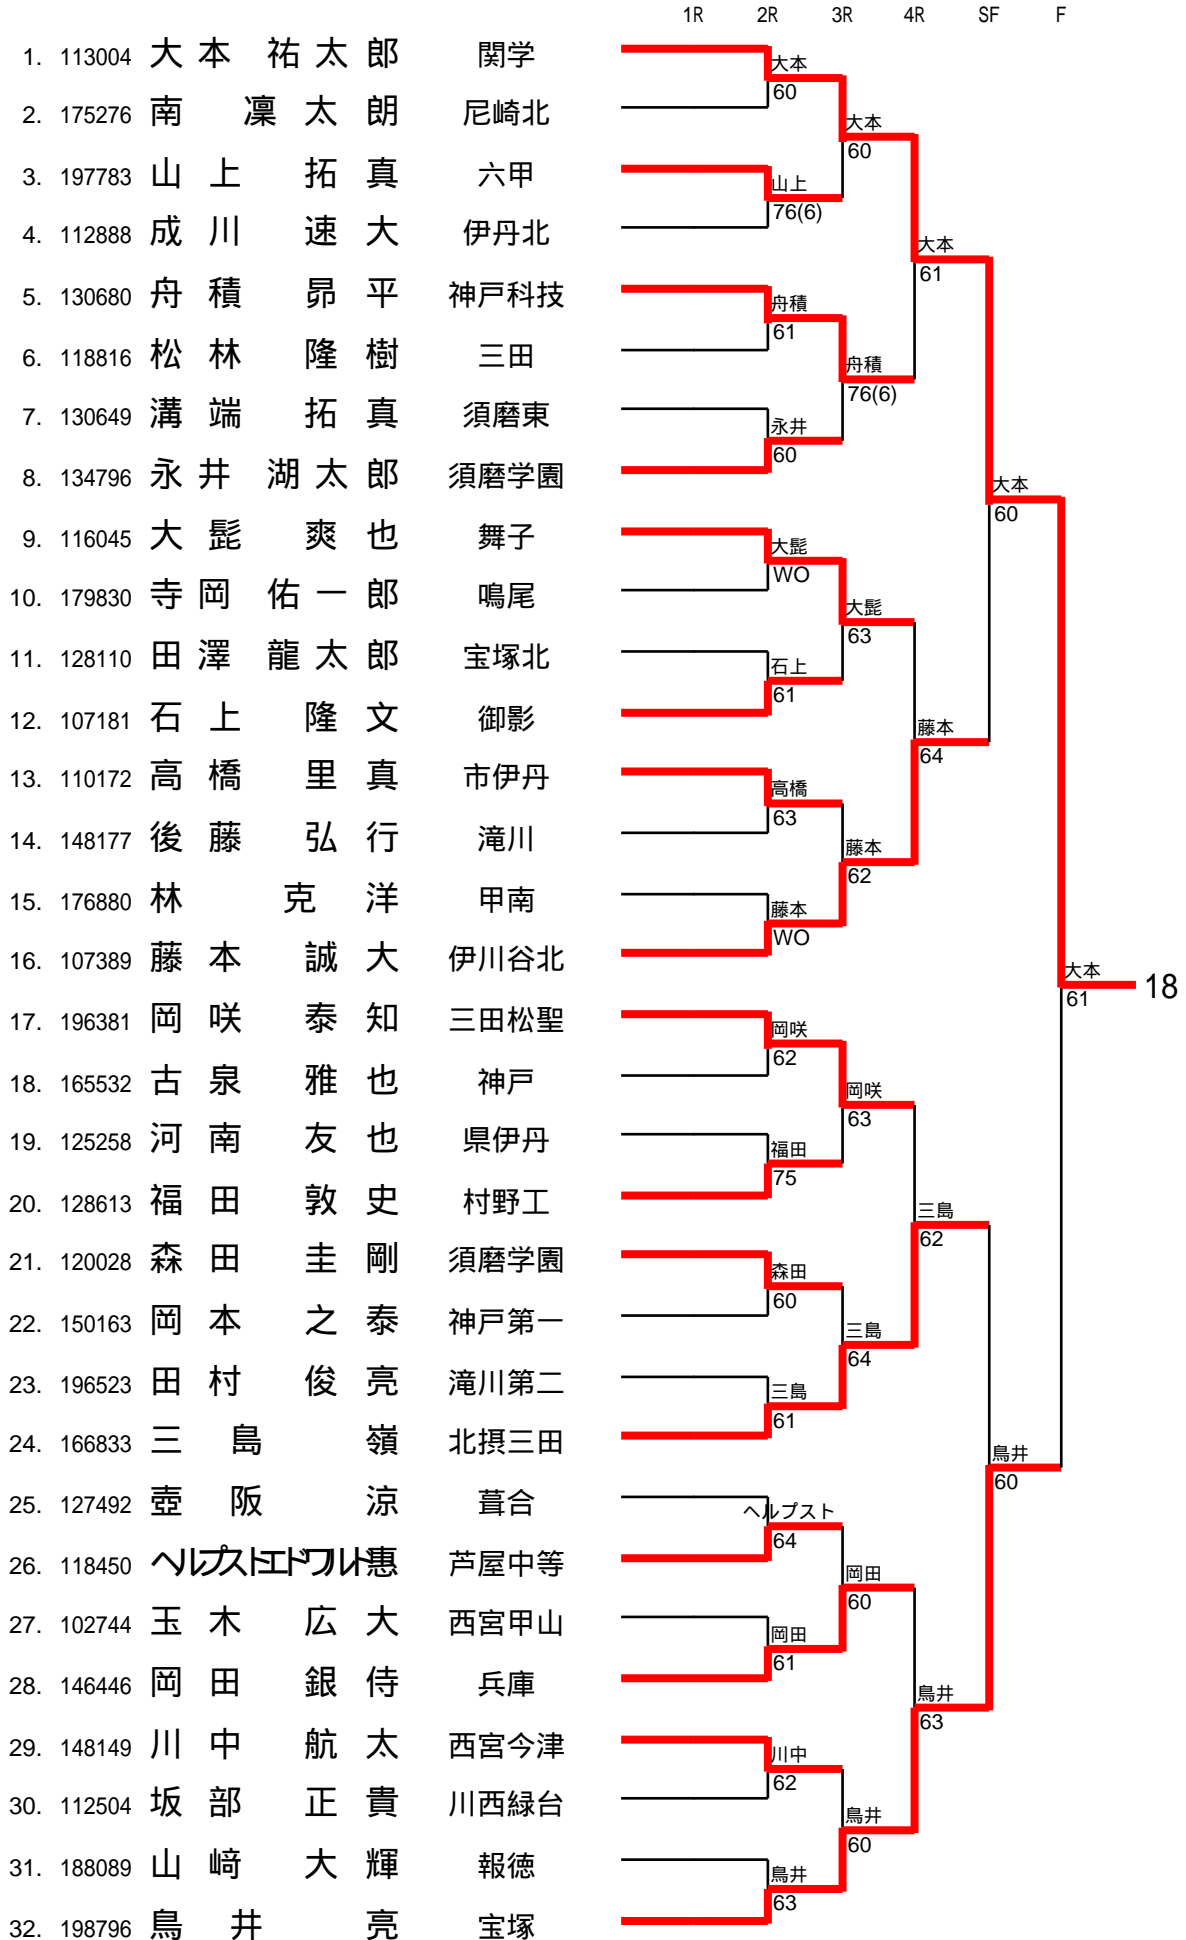 1R 2R 3R 4R SF F
1. 113004 大本 祐太郎 関学
大本
60
2. 175276 南 凜太朗 尼崎北
大本
60
3. 197783 山上 拓真 六甲
山上
76(6)
4. 112888 成川 速大 伊丹北
大本
61
5. 130680 舟積 昴平 神戸科技
舟積
61
6. 118816 松林 隆樹 三田
舟積
76(6)
7. 130649 溝端 拓真 須磨東
永井
60
8. 134796 永井 湖太郎 須磨学園
大本
60
9. 116045 大髭 爽也 舞子
大髭
WO
10. 179830 寺岡 佑一郎 鳴尾
大髭
63
11. 128110 田澤 龍太郎 宝塚北
石上
61
12. 107181 石上 隆文 御影
藤本
64
13. 110172 高橋 里真 市伊丹
高橋
63
14. 148177 後藤 弘行 滝川
藤本
62
15. 176880 林 克洋 甲南
藤本
WO
16. 107389 藤本 誠大 伊川谷北
大本
61
18
17. 196381 岡咲 泰知 三田松聖
岡咲
62
18. 165532 古泉 雅也 神戸
岡咲
63
19. 125258 河南 友也 県伊丹
福田
75
20. 128613 福田 敦史 村野工
三島
62
21. 120028 森田 圭剛 須磨学園
森田
60
22. 150163 岡本 之泰 神戸第一
三島
64
23. 196523 田村 俊亮 滝川第二
三島
61
24. 166833 三島 嶺 北摂三田
鳥井
60
25. 127492 壺阪 涼 葺合
ヘルプスト
64
26. 118450 ヘルプストエドワルド惠 芦屋中等
岡田
60
27. 102744 玉木 広大 西宮甲山
岡田
61
28. 146446 岡田 銀侍 兵庫
鳥井
63
29. 148149 川中 航太 西宮今津
川中
62
30. 112504 坂部 正貴 川西緑台
鳥井
60
31. 188089 山﨑 大輝 報徳
鳥井
63
32. 198796 鳥井 亮 宝塚